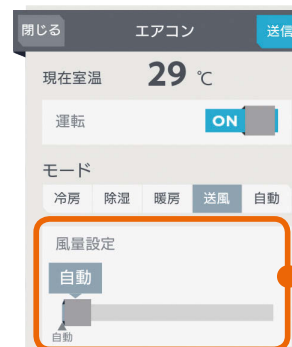 閉じる エアコン 送信
現在室温 29 ℃
運転 ON
モード
冷房 除湿 暖房 送風 自動
風量設定
自動
自動